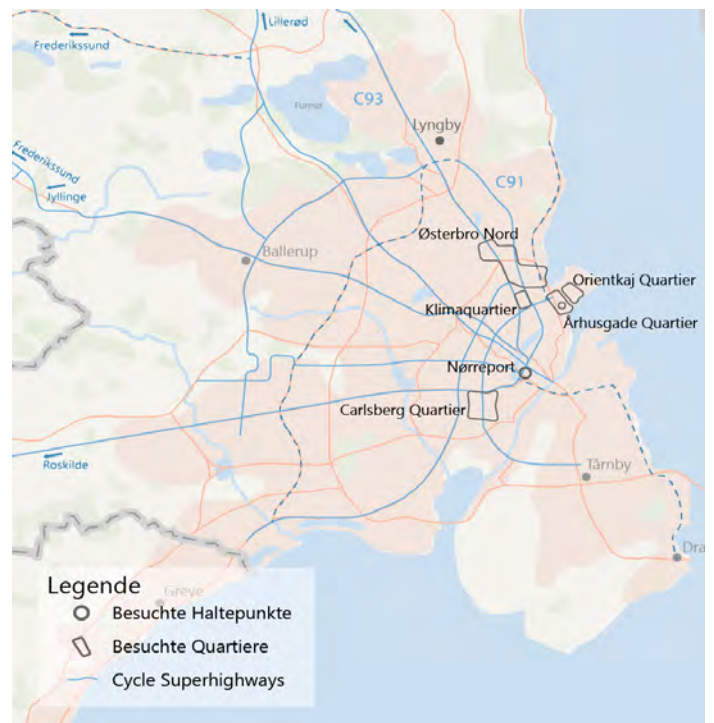 Lillerød
Frederikssund
Furesø
C93
Lyngby
Frederikssund
Jyllinge
C91
Østerbro Nord
Ballerup
Orientkaj Quartier
Klimaquartier
Århusgade Quartier
Nørreport
Carlsberg Quartier
Roskilde
Tårnby
Dra
Legende
Greve
Besuchte Haltepunkte
Besuchte Quartiere
Cycle Superhighways